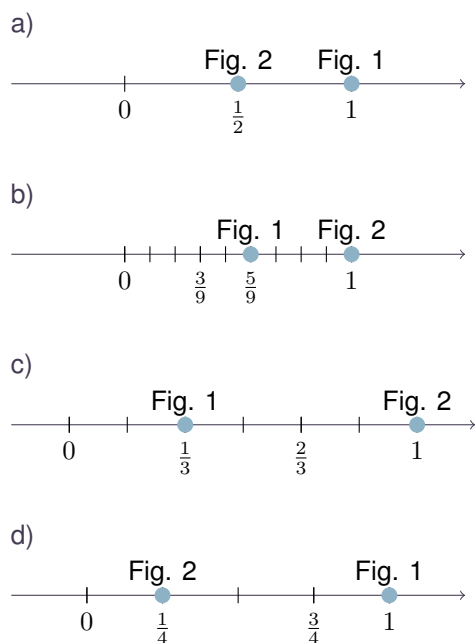 a)
Fig. 2 Fig. 1
0 1/2 1
b)
Fig. 1 Fig. 2
0 3/9 5/9 1
c)
Fig. 1 Fig. 2
0 1/3 2/3 1
d)
Fig. 2 Fig. 1
0 1/4 3/4 1